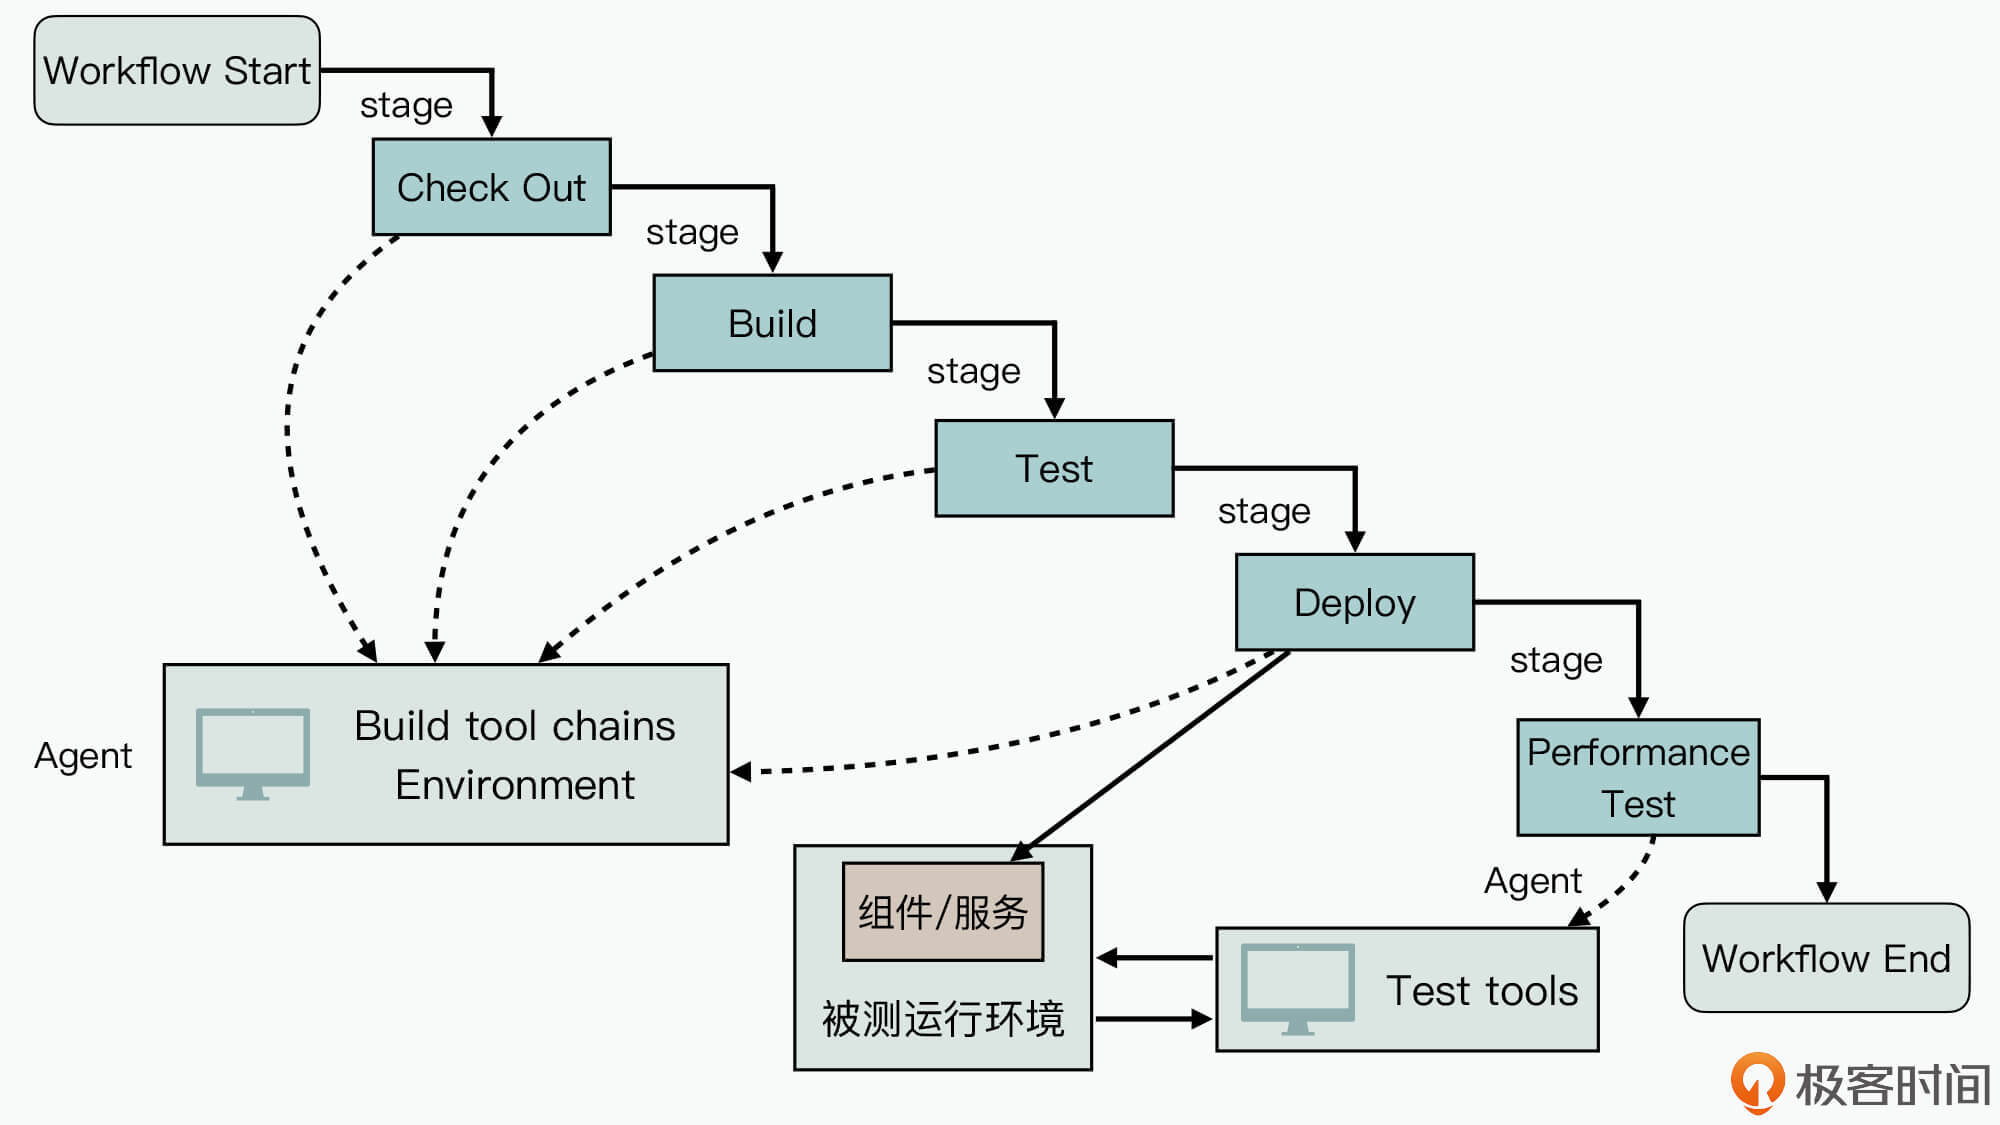 Workflow Start
stage
Check Out
stage
Build
stage
Test
stage
Deploy
stage
Performance
Test
Agent
Build tool chains
Environment
Agent
组件/服务
被测运行环境
Test tools
Workflow End
极客时间